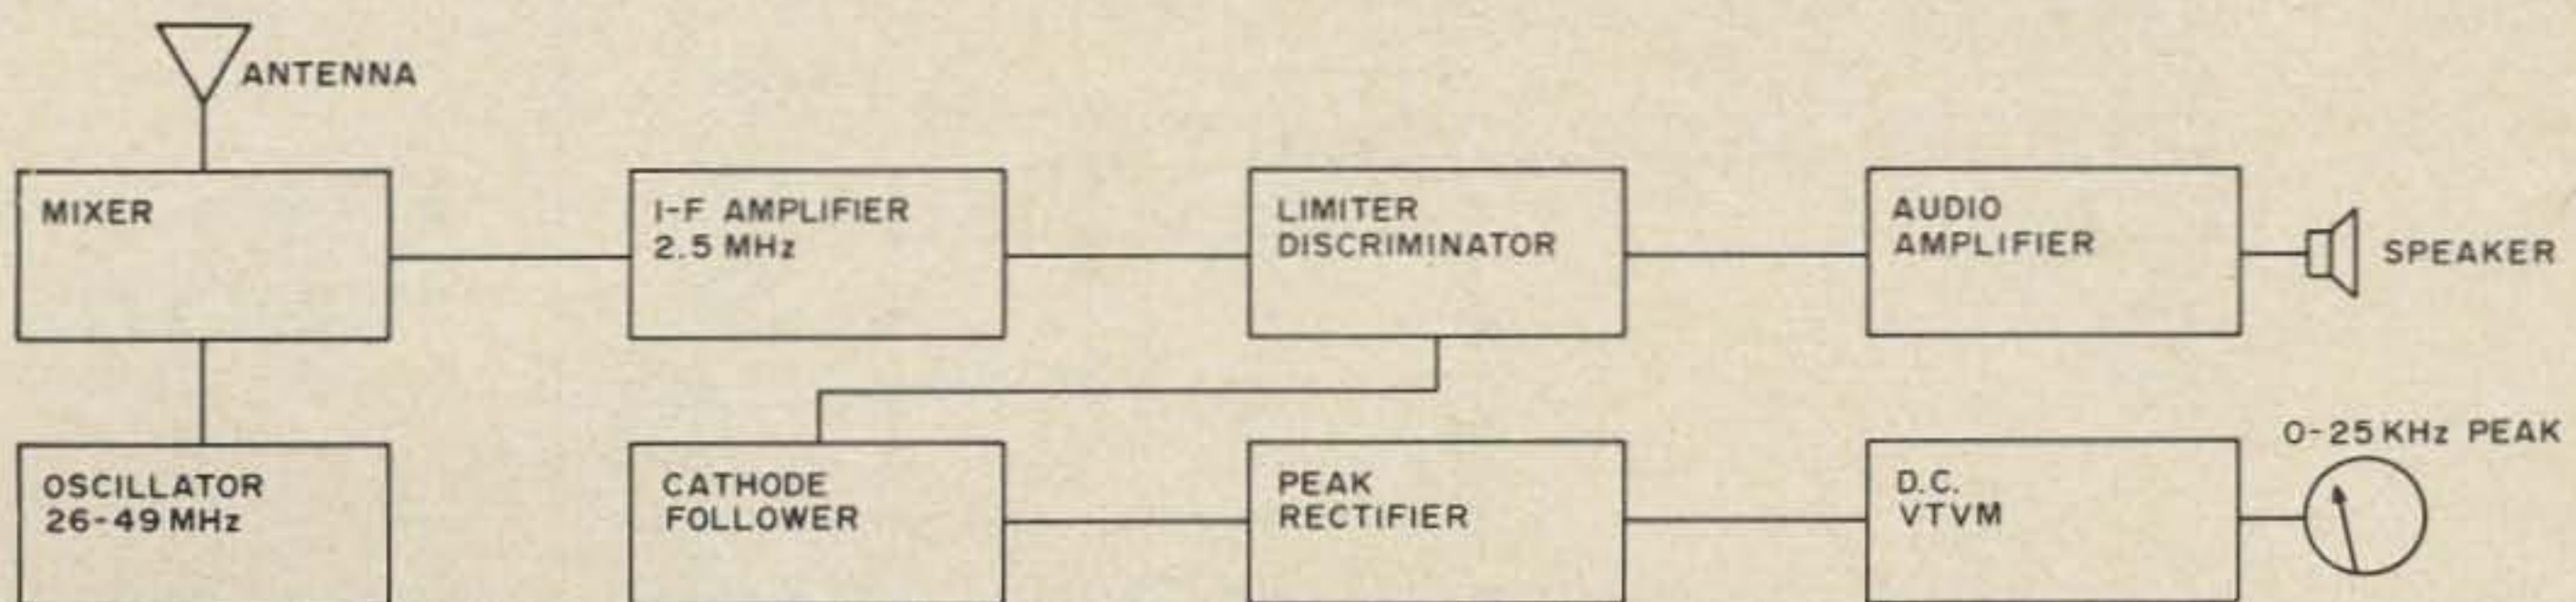 ANTENNA
MIXER
I-F AMPLIFIER
2.5 MHz
LIMITER
DISCRIMINATOR
AUDIO
AMPLIFIER
SPEAKER
OSCILLATOR
26-49 MHz
CATHODE
FOLLOWER
PEAK
RECTIFIER
D.C.
VTVM
0-25 KHz PEAK